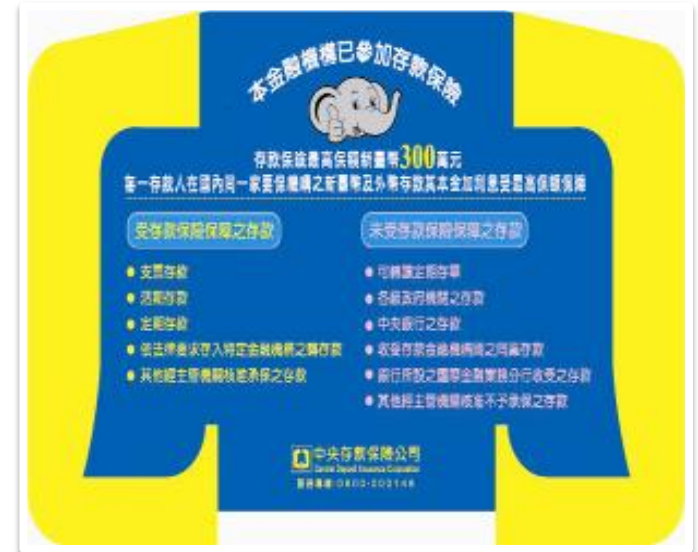 本金融機構已參加存款保險
存款保險最高保額新臺幣300萬元
每一存款人在國內同一家要保機構之新臺幣及外幣存款其本金加利息受最高保額保障
受存款保險保障之存款
支票存款
活期存款
定期存款
依法律要求存入特定金融機構之轉存款
其他經主管機關核准承保之存款
未受存款保險保障之存款
可轉讓定期存單
各級政府機關之存款
中央銀行之存款
收受存款金融機構間之同業存款
銀行所設之國際金融業務分行收受之存款
其他經主管機關核准不予承保之存款
中央存款保險公司
Central Deposit Insurance Corporation
服務專線:0800-000148